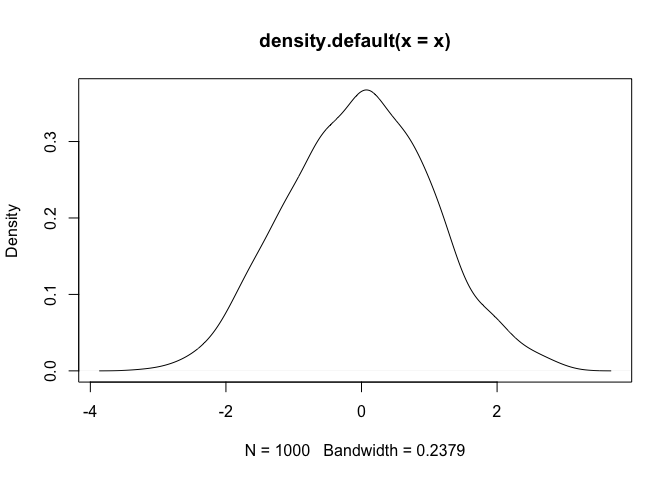 density.default(x = x)
Density
0.3
0.2
0.1
0.0
-4 -2 0 2
N = 1000 Bandwidth = 0.2379